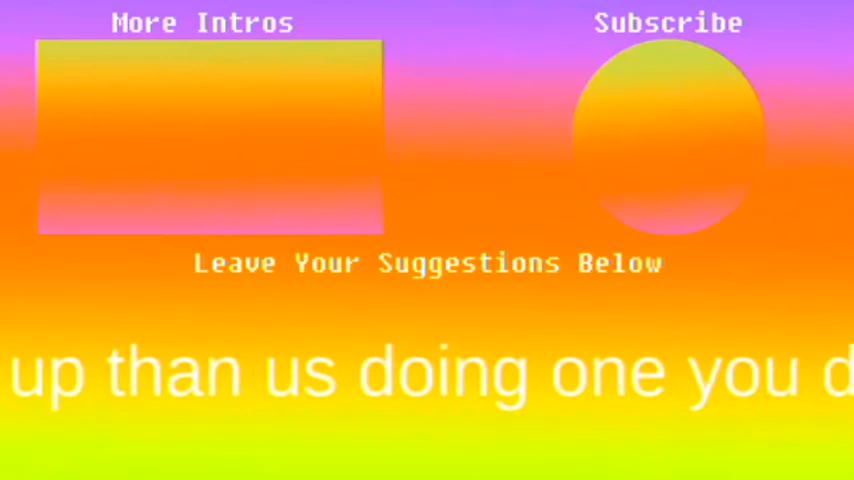 More Intros
Subscribe
Leave Your Suggestions Below
up than us doing one you